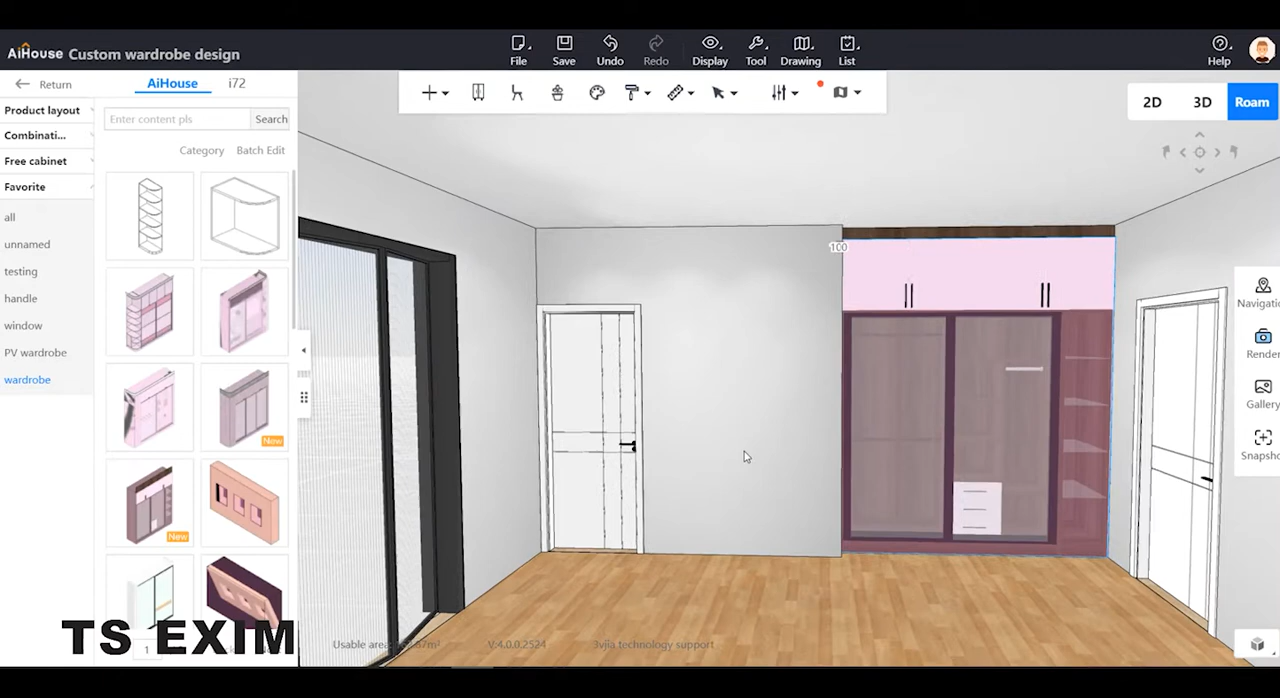 AiHouse Custom wardrobe design
File Save Undo Redo Display Tool Drawing List Help
Return AiHouse i72
2D 3D Roam
Product layout
Enter content pls Search
Combinati...
Category Batch Edit
Free cabinet
Favorite
all
unnamed
testing
handle
window
PV wardrobe
wardrobe
New
New
100
Navigatio
Render
Gallery
Snapsho
TS EXIM
1
V:4.0.0.2524
3vjia technology support